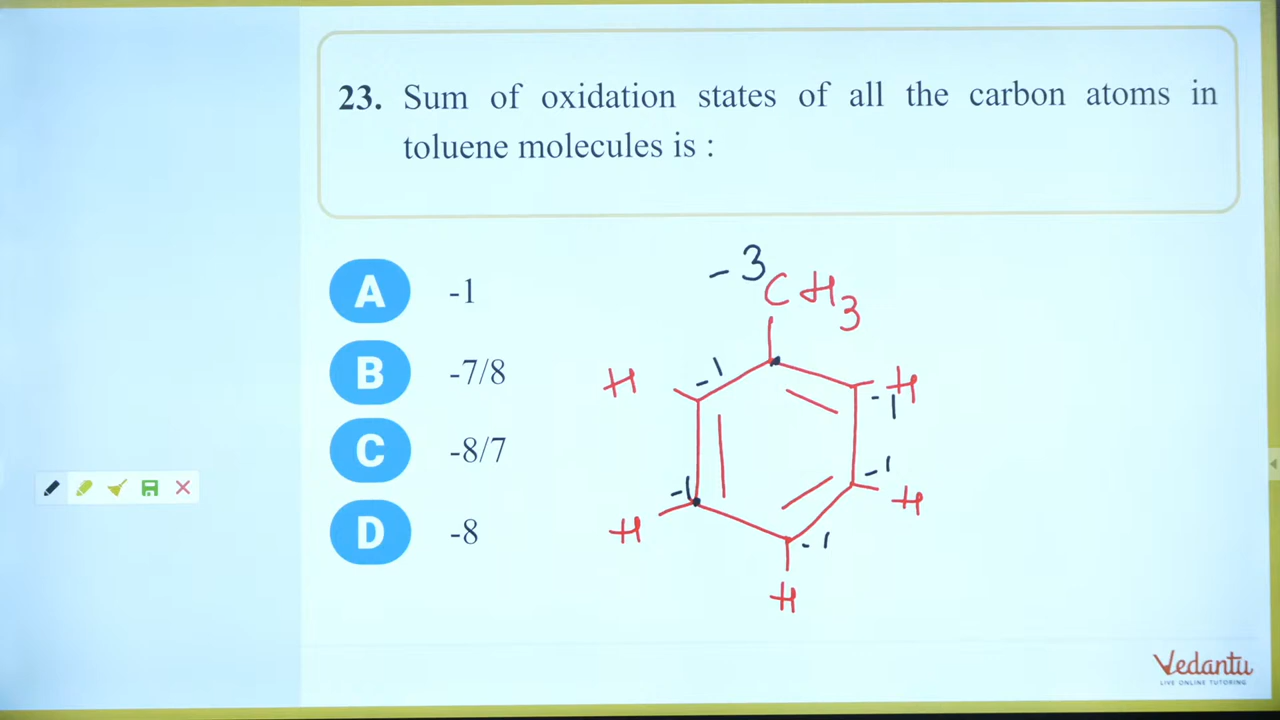 23. Sum of oxidation states of all the carbon atoms in
toluene molecules is :
A -1
B -7/8
C -8/7
D -8
-3
CH3
H -1
H
-1
-1
H
-1
H
-1
H
Vedantu
LIVE ONLINE TUTORING